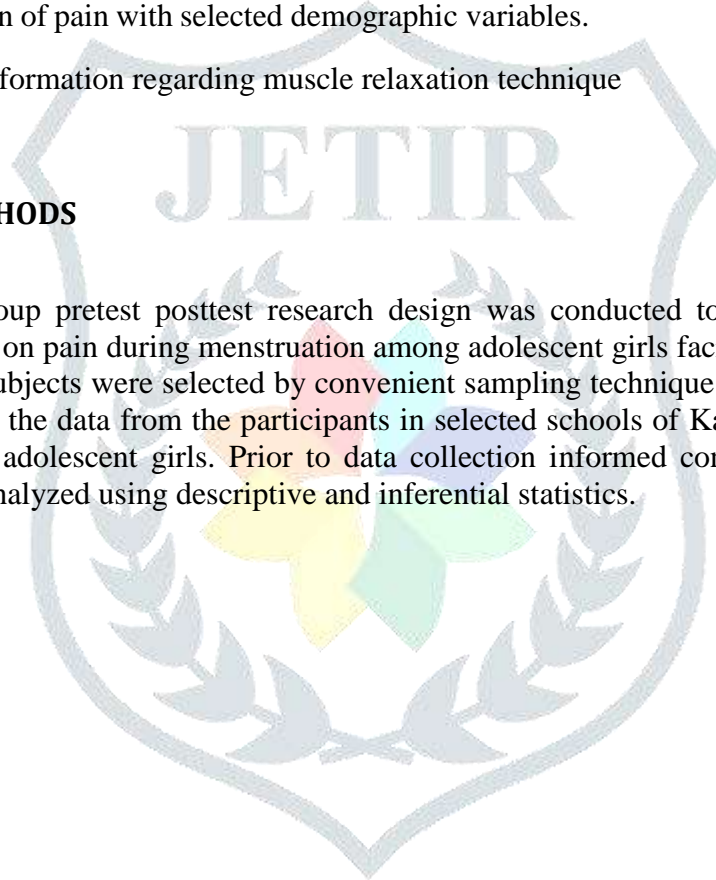 n of pain with selected demographic variables.
formation regarding muscle relaxation technique
JETIR
HODS
oup pretest posttest research design was conducted to
on pain during menstruation among adolescent girls fac
ubjects were selected by convenient sampling technique
the data from the participants in selected schools of Ka
adolescent girls. Prior to data collection informed con
nalyzed using descriptive and inferential statistics.